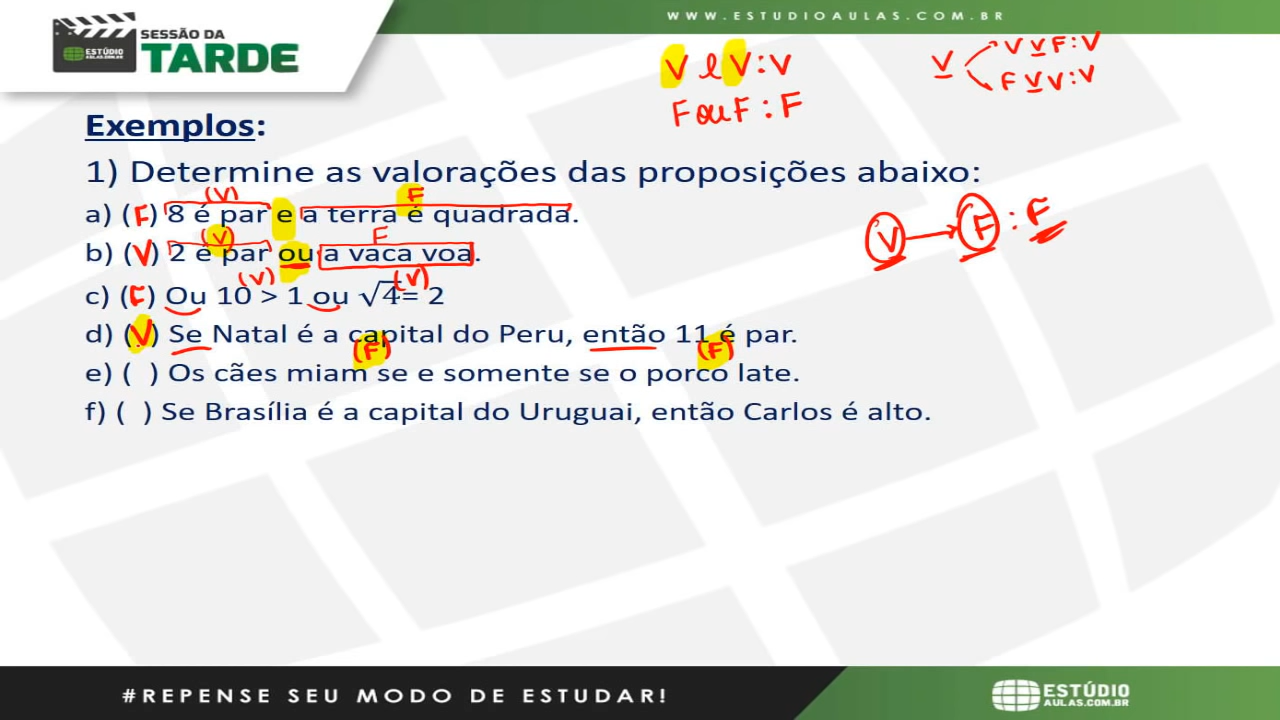 WWW.ESTUDIOAULAS.COM.BR
SESSÃO DA
TARDE
ESTÚDIO
AULAS.COM.BR
V e V : V
F ou F : F
V
V V F : V
F V V : V
Exemplos:
1) Determine as valorações das proposições abaixo:
(V) F
a) (F) 8 é par e a terra é quadrada.
(V) F
b) (V) 2 é par ou a vaca voa.
V → F : F
(V) (V)
c) (F) Ou 10 > 1 ou √4= 2
d) (V) Se Natal é a capital do Peru, então 11 é par.
(F) (F)
e) ( ) Os cães miam se e somente se o porco late.
f) ( ) Se Brasília é a capital do Uruguai, então Carlos é alto.
#REPENSE SEU MODO DE ESTUDAR!
ESTÚDIO
AULAS.COM.BR